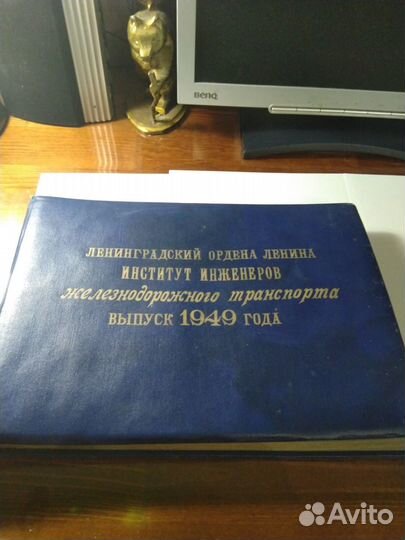 BenQ
ЛЕНИНГРАДСКИЙ ОРДЕНА ЛЕНИНА
ИНСТИТУТ ИНЖЕНЕРОВ
железнодорожного транспорта
ВЫПУСК 1949 ГОДА
Avito